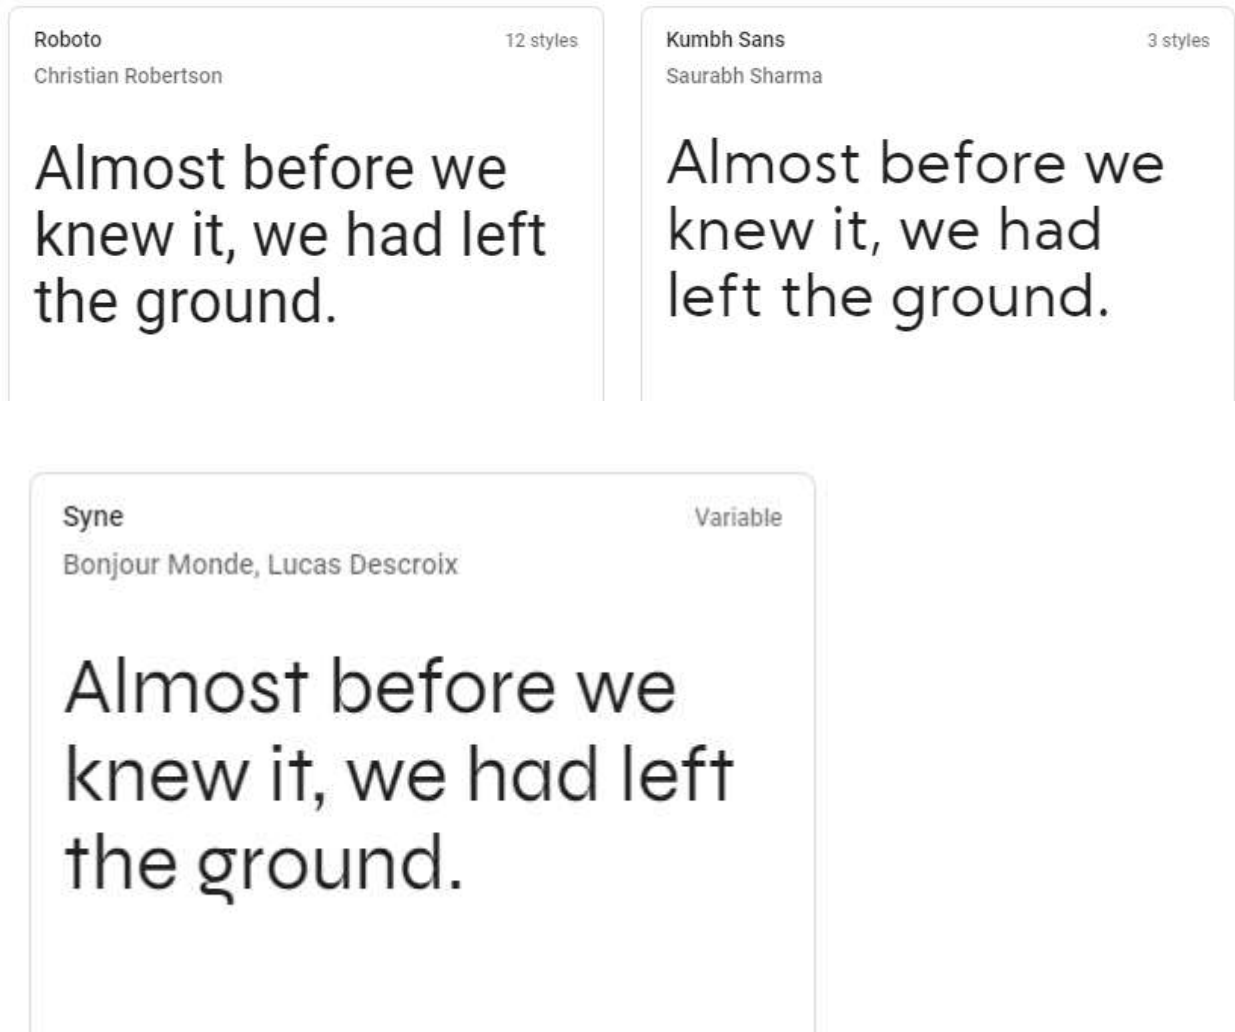 Roboto
12 styles
Christian Robertson
Almost before we
knew it, we had left
the ground.
Kumbh Sans
3 styles
Saurabh Sharma
Almost before we
knew it, we had
left the ground.
Syne
Variable
Bonjour Monde, Lucas Descroix
Almost before we
knew it, we had left
the ground.